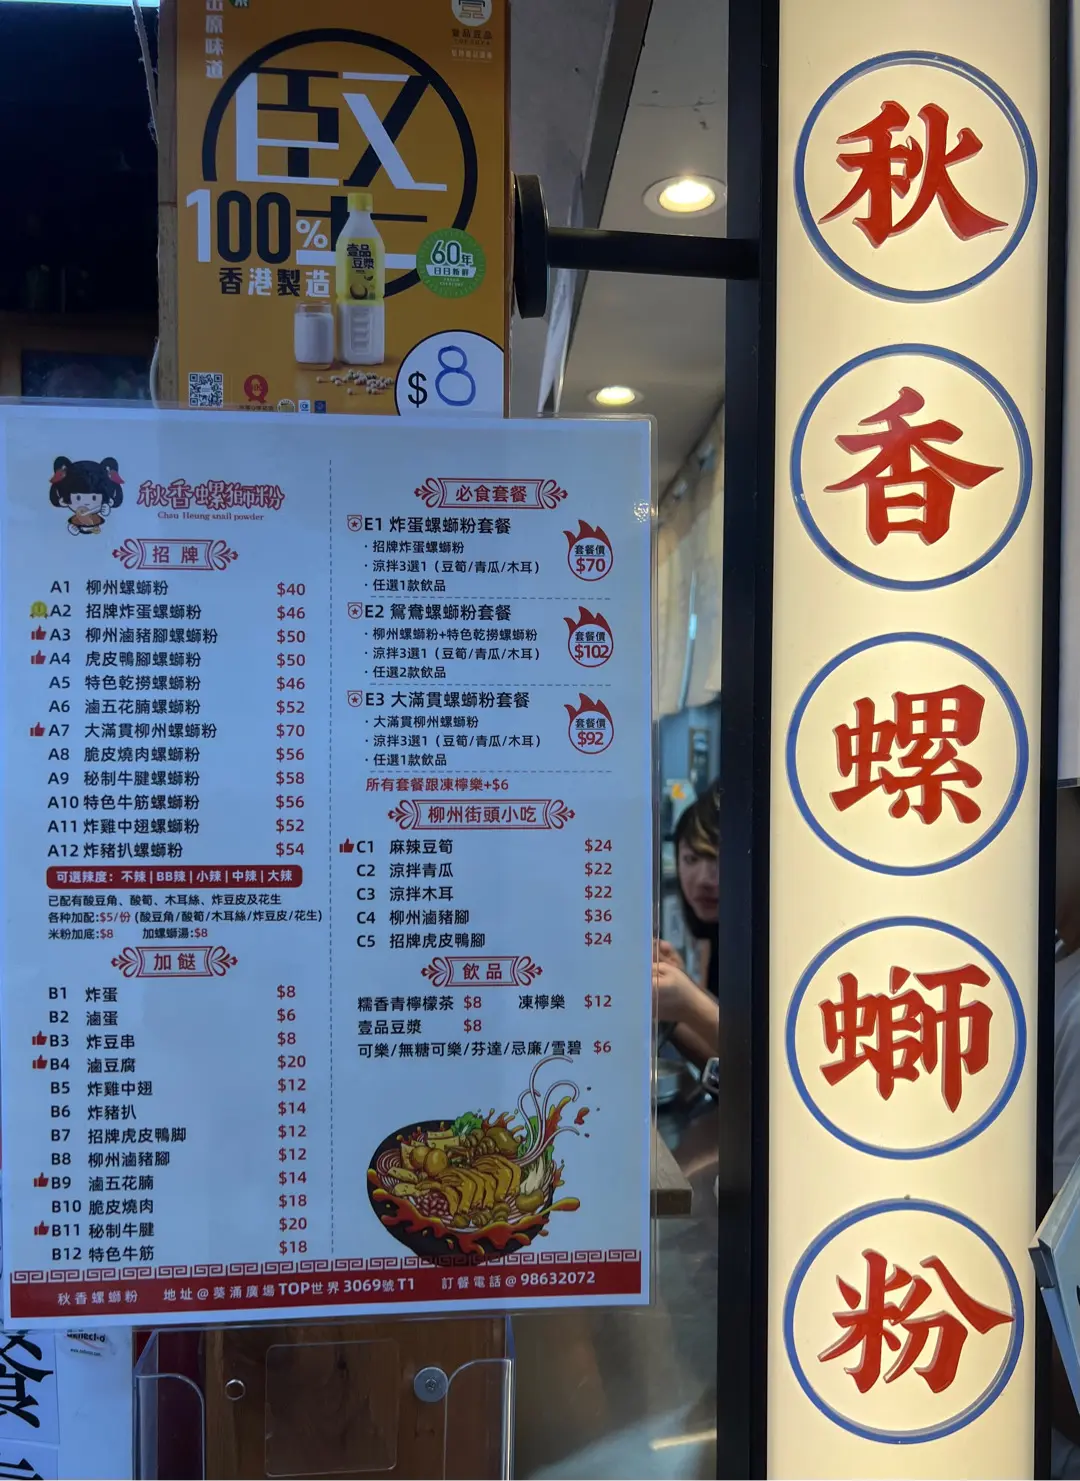 出原味道
壹品豆品
堅
100%
香港製造
壹品
豆漿
60年
日日新鮮
$8
秋香螺螄粉
Chau Heung snail powder
招牌
A1 柳州螺螄粉 $40
A2 招牌炸蛋螺螄粉 $46
A3 柳州滷豬腳螺螄粉 $50
A4 虎皮鴨腳螺螄粉 $50
A5 特色乾撈螺螄粉 $46
A6 滷五花腩螺螄粉 $52
A7 大滿貫柳州螺螄粉 $70
A8 脆皮燒肉螺螄粉 $56
A9 秘制牛腱螺螄粉 $58
A10 特色牛筋螺螄粉 $56
A11 炸雞中翅螺螄粉 $52
A12 炸豬扒螺螄粉 $54
可選辣度：不辣 | BB辣 | 小辣 | 中辣 | 大辣
已配有酸豆角、酸筍、木耳絲、炸豆皮及花生
各种加配:$5/份 (酸豆角/酸筍/木耳絲/炸豆皮/花生)
米粉加底:$8 加螺螄湯:$8
加餸
B1 炸蛋 $8
B2 滷蛋 $6
B3 炸豆串 $8
B4 滷豆腐 $20
B5 炸雞中翅 $12
B6 炸豬扒 $14
B7 招牌虎皮鴨脚 $12
B8 柳州滷豬腳 $12
B9 滷五花腩 $14
B10 脆皮燒肉 $18
B11 秘制牛腱 $20
B12 特色牛筋 $18
必食套餐
E1 炸蛋螺螄粉套餐
· 招牌炸蛋螺螄粉
· 涼拌3選1（豆筍/青瓜/木耳）
· 任選1款飲品
套餐價
$70
E2 鴛鴦螺螄粉套餐
· 柳州螺螄粉+特色乾撈螺螄粉
· 涼拌3選1（豆筍/青瓜/木耳）
· 任選2款飲品
套餐價
$102
E3 大滿貫螺螄粉套餐
· 大滿貫柳州螺螄粉
· 涼拌3選1（豆筍/青瓜/木耳）
· 任選1款飲品
套餐價
$92
所有套餐跟凍檸樂+$6
柳州街頭小吃
C1 麻辣豆筍 $24
C2 涼拌青瓜 $22
C3 涼拌木耳 $22
C4 柳州滷豬腳 $36
C5 招牌虎皮鴨腳 $24
飲品
糯香青檸檬茶 $8 凍檸樂 $12
壹品豆漿 $8
可樂/無糖可樂/芬達/忌廉/雪碧 $6
秋香螺螄粉 地址@葵涌廣場TOP世界3069號T1 訂餐電話@98632072
秋
香
螺
螄
粉